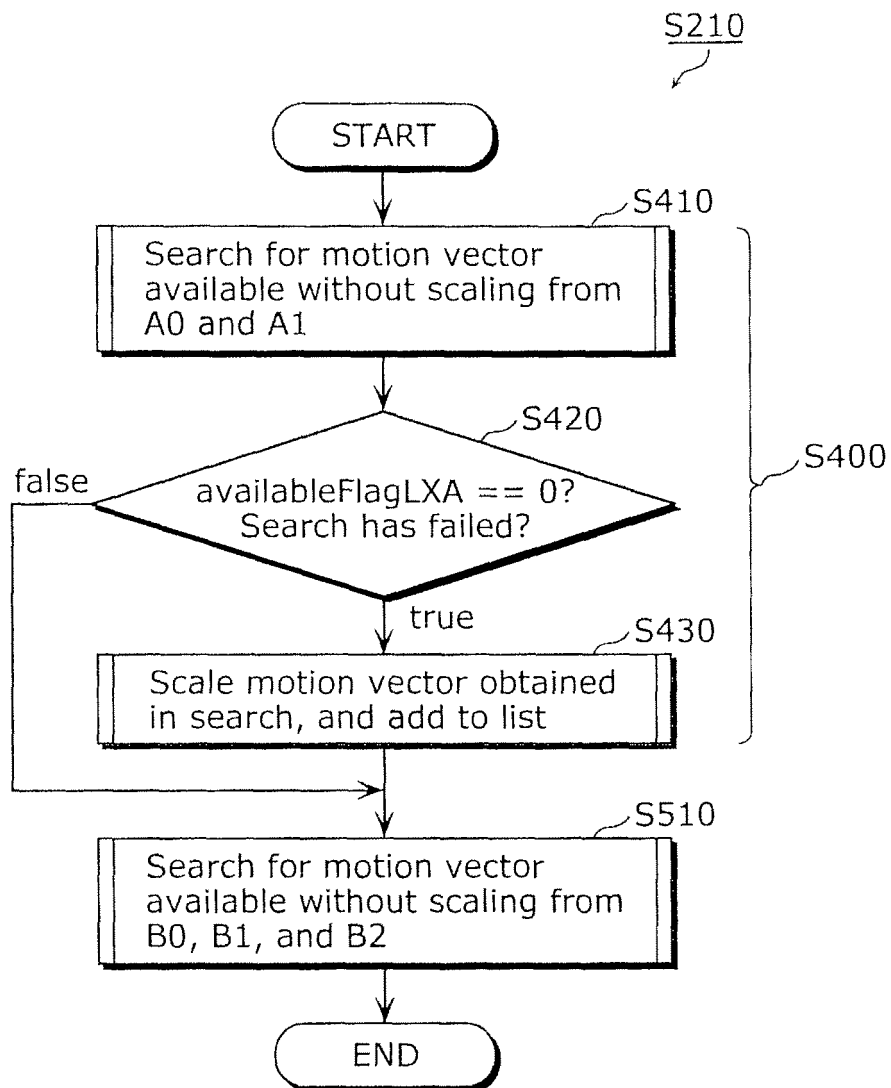 S210
START
S410
Search for motion vector
available without scaling from
A0 and A1
S420
false
availableFlagLXA == 0?
Search has failed?
S400
true
S430
Scale motion vector obtained
in search, and add to list
S510
Search for motion vector
available without scaling from
B0, B1, and B2
END